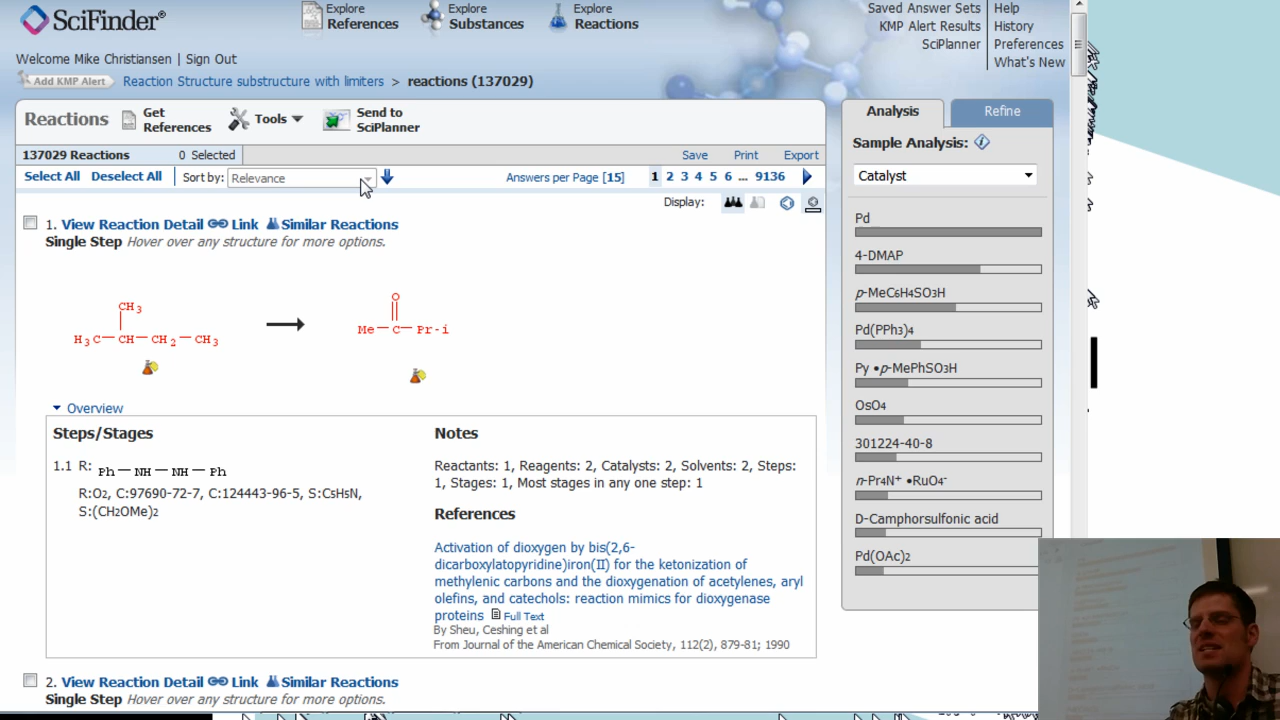 SciFinder®
Explore
References
Explore
Substances
Explore
Reactions
Saved Answer Sets
KMP Alert Results
SciPlanner
Help
History
Preferences
What's New
Welcome Mike Christiansen | Sign Out
Add KMP Alert
Reaction Structure substructure with limiters > reactions (137029)
Reactions
Get
References
Tools
Send to
SciPlanner
137029 Reactions 0 Selected
Save Print Export
Select All Deselect All Sort by: Relevance
Answers per Page [15] 1 2 3 4 5 6 ... 9136
Display:
1. View Reaction Detail Link Similar Reactions
Single Step Hover over any structure for more options.
CH3
H3C—CH—CH2—CH3
O
Me—C—Pr-i
Overview
Steps/Stages
1.1 R: Ph—NH—NH—Ph
R:O2, C:97690-72-7, C:124443-96-5, S:C5H5N,
S:(CH2OMe)2
Notes
Reactants: 1, Reagents: 2, Catalysts: 2, Solvents: 2, Steps:
1, Stages: 1, Most stages in any one step: 1
References
Activation of dioxygen by bis(2,6-
dicarboxylatopyridine)iron(II) for the ketonization of
methylenic carbons and the dioxygenation of acetylenes, aryl
olefins, and catechols: reaction mimics for dioxygenase
proteins Full Text
By Sheu, Ceshing et al
From Journal of the American Chemical Society, 112(2), 879-81; 1990
2. View Reaction Detail Link Similar Reactions
Single Step Hover over any structure for more options.
Analysis
Refine
Sample Analysis:
Catalyst
Pd
4-DMAP
p-MeC6H4SO3H
Pd(PPh3)4
Py •p-MePhSO3H
OsO4
301224-40-8
n-Pr4N+ •RuO4-
D-Camphorsulfonic acid
Pd(OAc)2